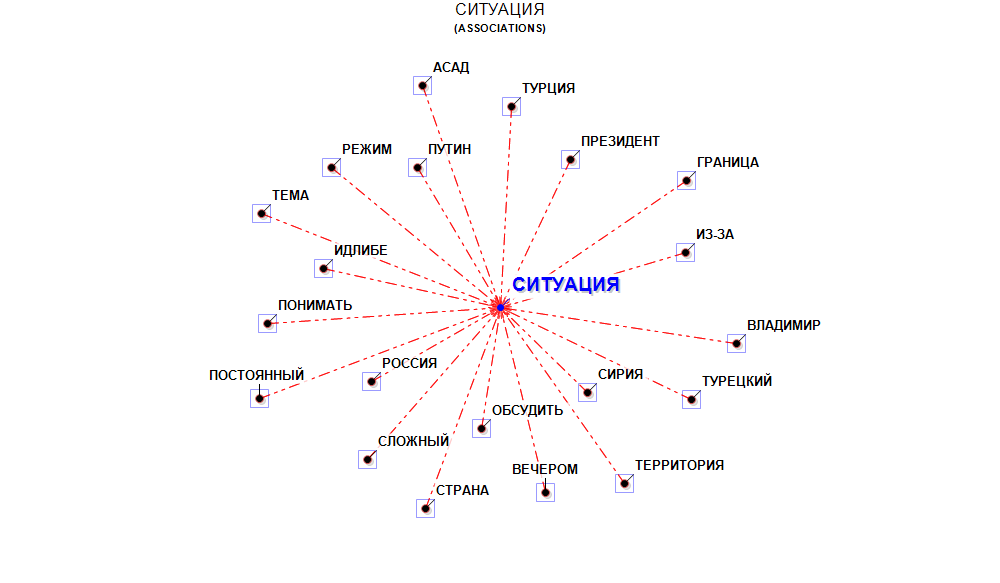 СИТУАЦИЯ
(ASSOCIATIONS)
АСАД
ТУРЦИЯ
ПРЕЗИДЕНТ
РЕЖИМ
ПУТИН
ГРАНИЦА
ТЕМА
ИЗ-ЗА
ИДЛИБЕ
СИТУАЦИЯ
ПОНИМАТЬ
ВЛАДИМИР
РОССИЯ
ПОСТОЯННЫЙ
СИРИЯ
ТУРЕЦКИЙ
ОБСУДИТЬ
СЛОЖНЫЙ
ВЕЧЕРОМ
ТЕРРИТОРИЯ
СТРАНА